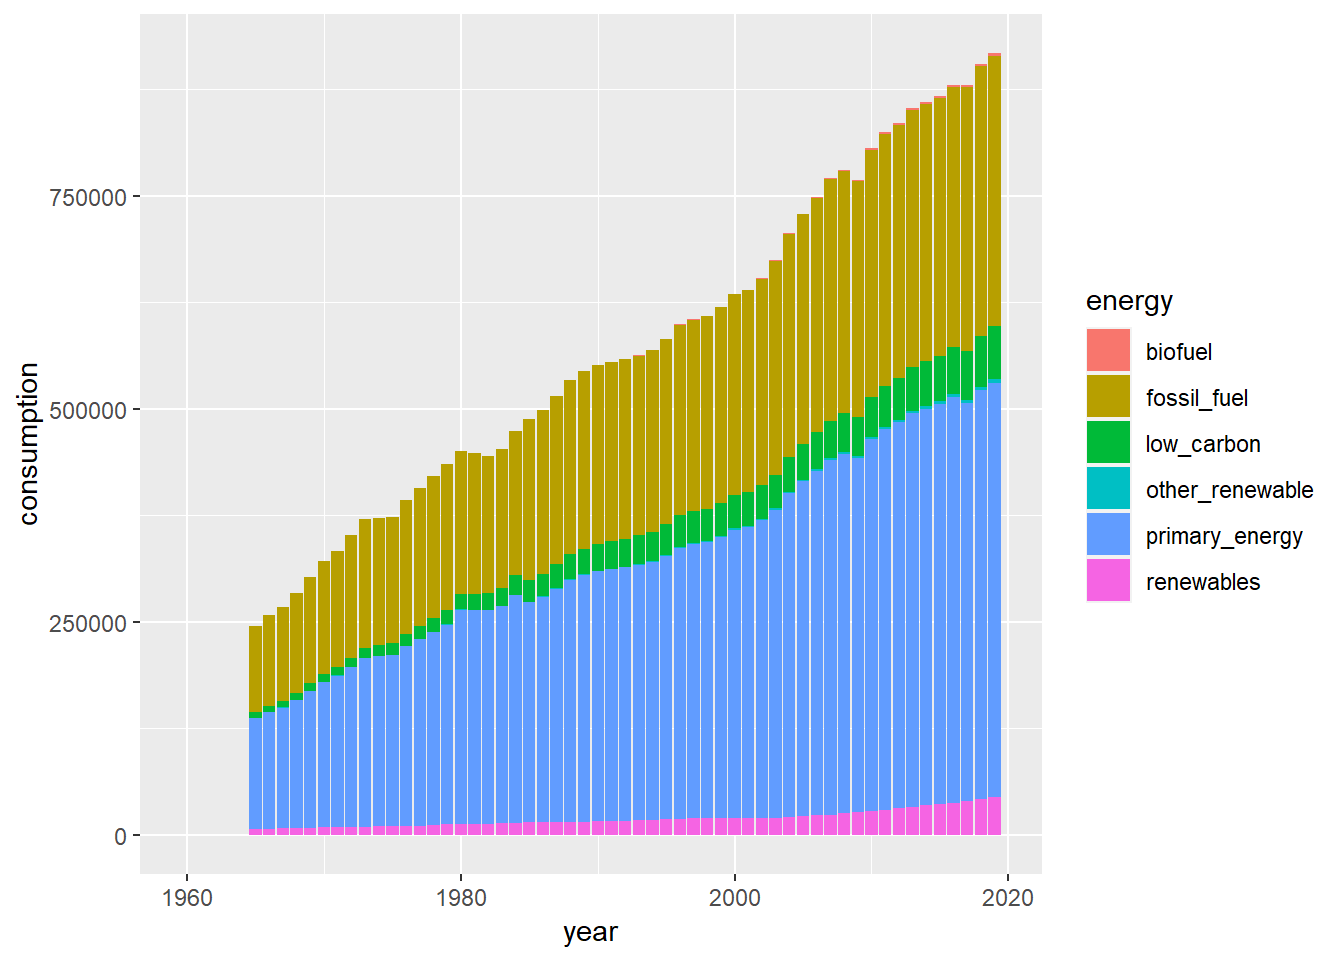 consumption
750000
500000
250000
0
1960
1980
2000
2020
year
energy
biofuel
fossil_fuel
low_carbon
other_renewable
primary_energy
renewables